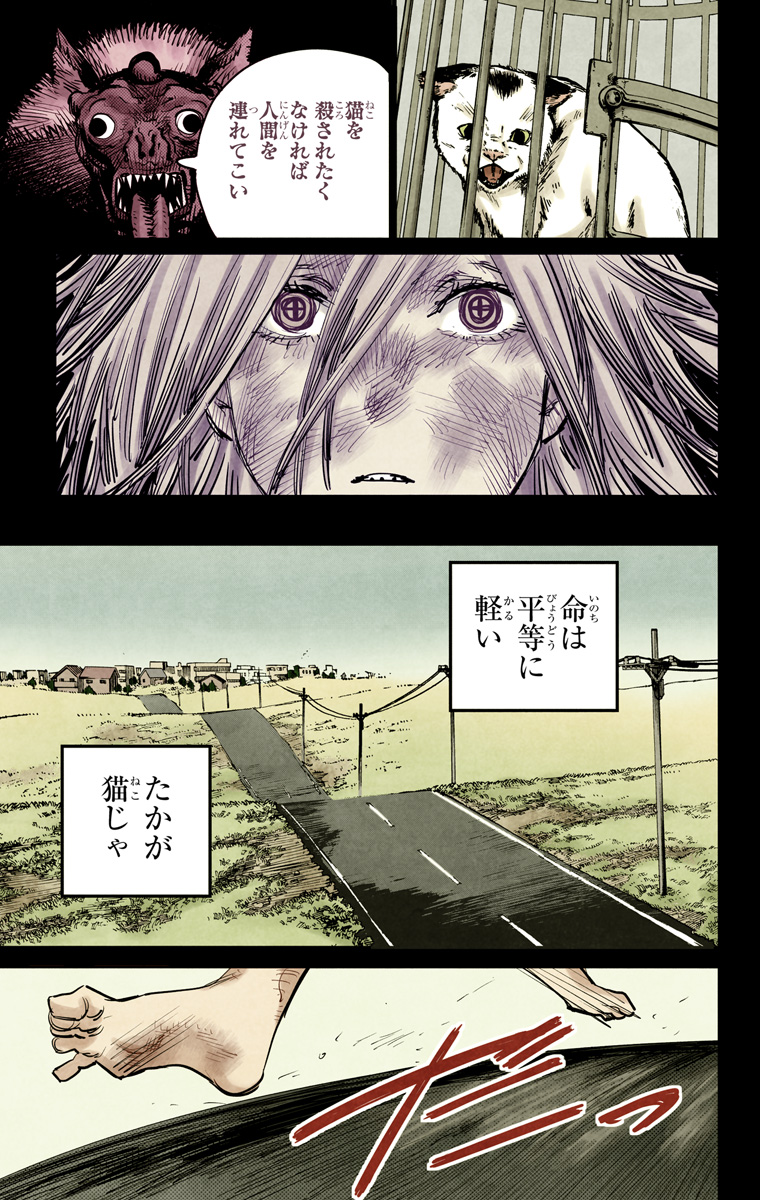 猫を
殺されたく
なければ
人間を
連れてこい
命は
平等に
軽い
たかが
猫じゃ
ダーッ